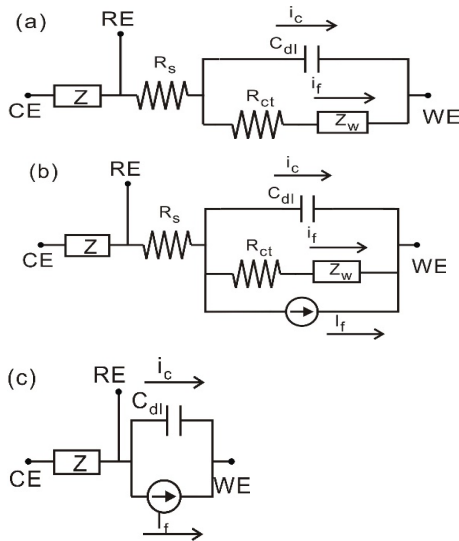 (a)
RE
i_c
C_dl
R_s
i_f
R_ct
Z
Z_w
CE
WE
(b)
RE
i_c
C_dl
R_s
i_f
R_ct
Z
Z_w
CE
WE
I_f
(c)
RE
i_c
C_dl
Z
CE
WE
I_f